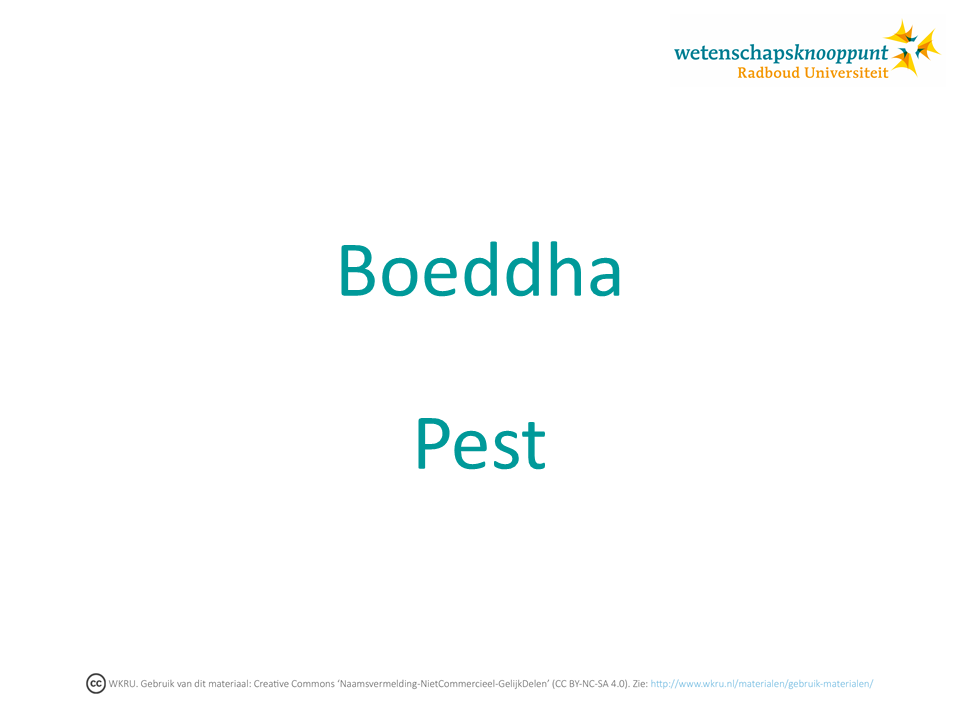 wetenschapsknooppunt
Radboud Universiteit
Boeddha
Pest
cc WKRU. Gebruik van dit materiaal: Creative Commons ‘Naamsvermelding-NietCommercieel-GelijkDelen’ (CC BY-NC-SA 4.0). Zie: http://www.wkru.nl/materialen/gebruik-materialen/